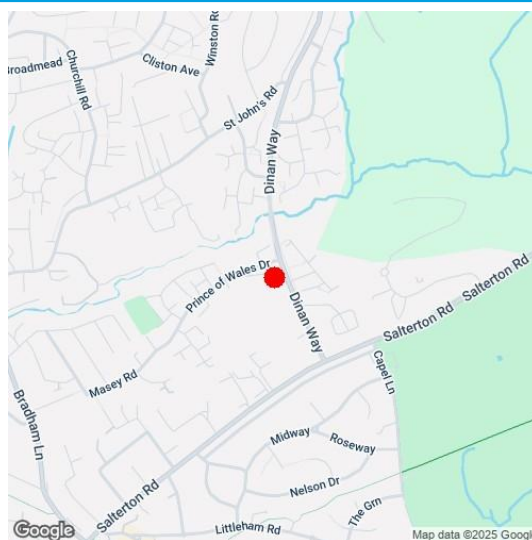 Winston Rd
Broadmead
Cliston Ave
Churchill Rd
St John's Rd
Dinan Way
Prince of Wales Dr
Dinan Way
Salterton Rd
Salterton Rd
Masey Rd
Capel Ln
Bradham Ln
Midway
Roseway
Nelson Dr
Salterton Rd
The Grn
Littleham Rd
Google
Map data ©2025 Google